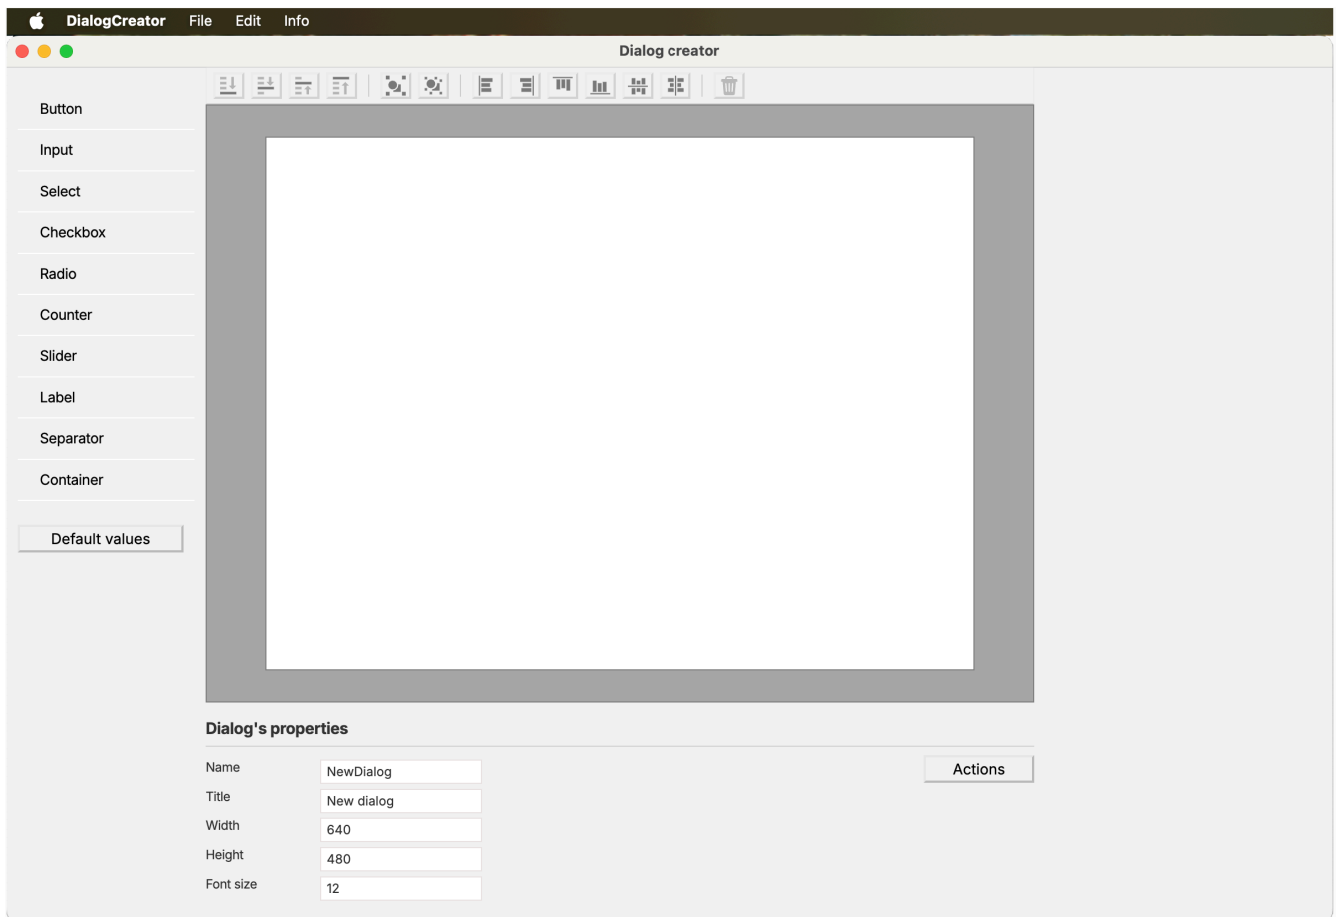 DialogCreator File Edit Info
Dialog creator
Button
Input
Select
Checkbox
Radio
Counter
Slider
Label
Separator
Container
Default values
Dialog's properties
Name NewDialog
Actions
Title New dialog
Width 640
Height 480
Font size 12